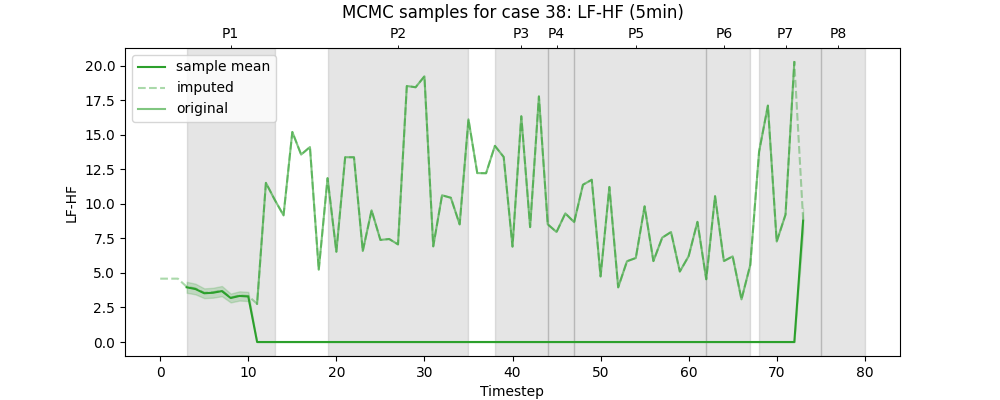 MCMC samples for case 38: LF-HF (5min)
P1 P2 P3 P4 P5 P6 P7 P8
sample mean
imputed
original
20.0
17.5
15.0
12.5
10.0
7.5
5.0
2.5
0.0
LF-HF
0 10 20 30 40 50 60 70 80
Timestep